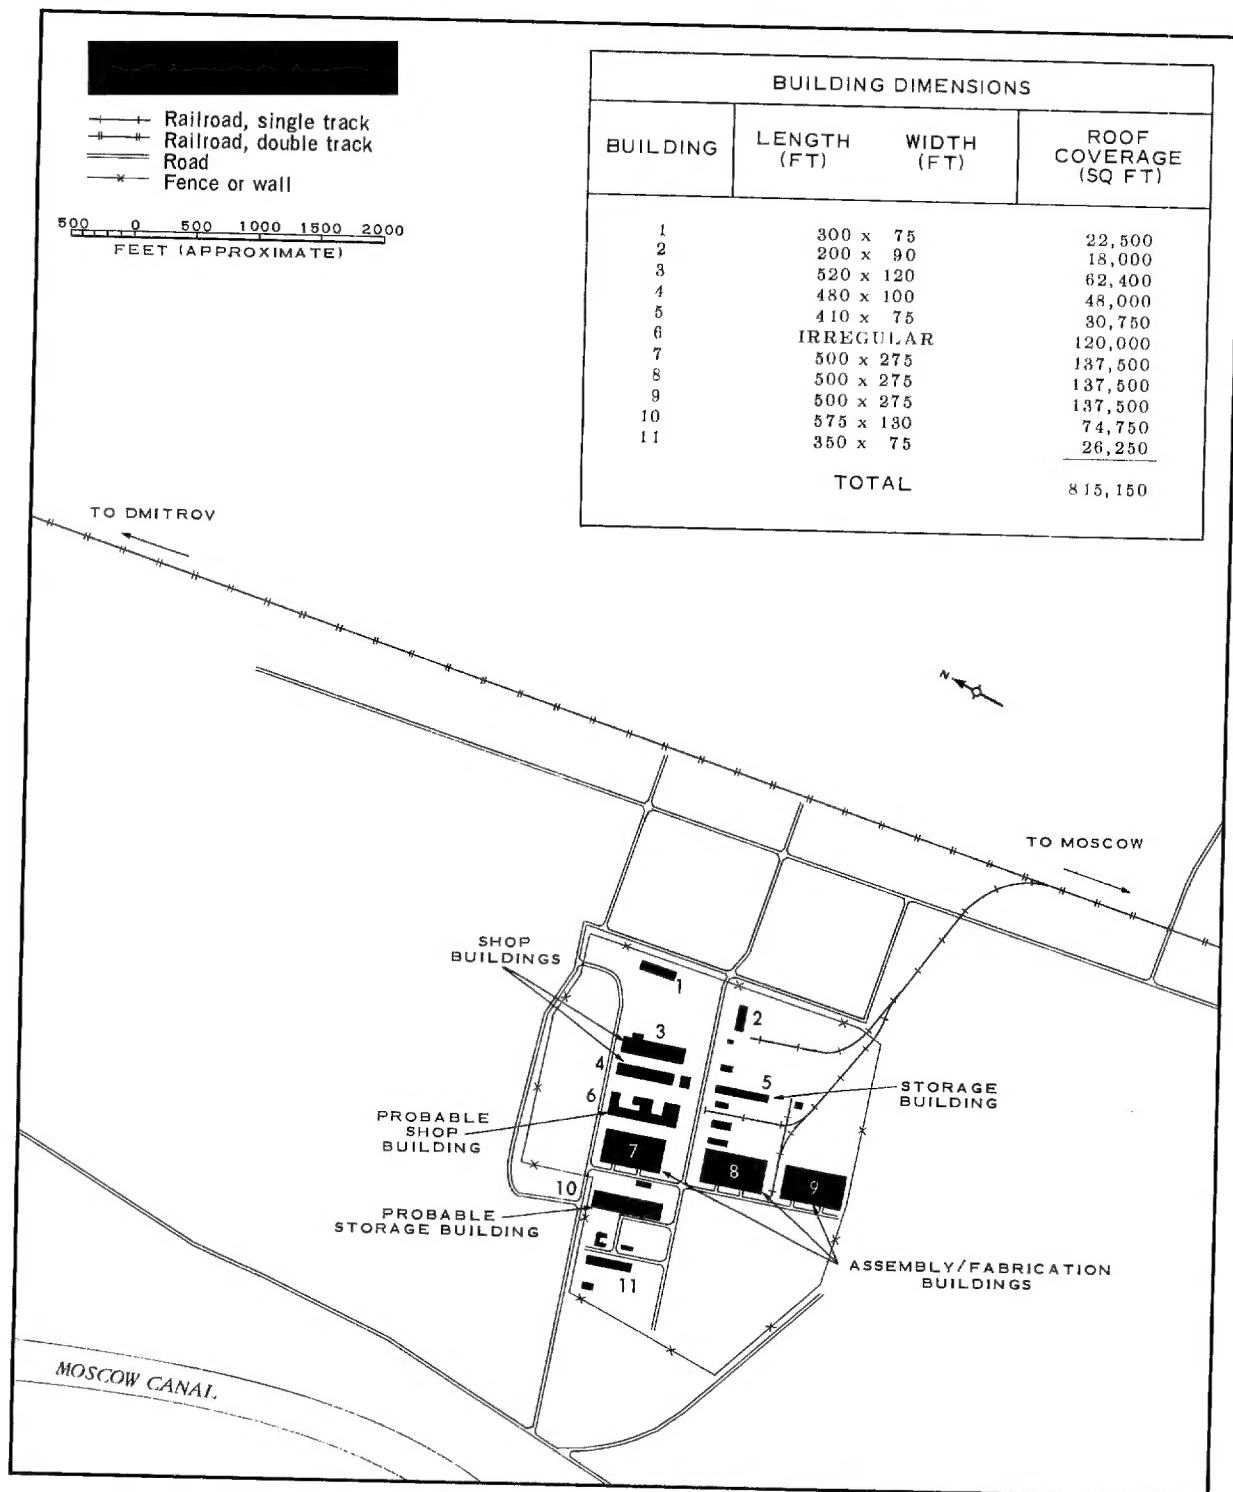 Railroad, single track
Railroad, double track
Road
Fence or wall
500 0 500 1000 1500 2000
FEET (APPROXIMATE)
BUILDING DIMENSIONS
BUILDING LENGTH (FT) WIDTH (FT) ROOF COVERAGE (SQ FT)
1 300 x 75 22,500
2 200 x 90 18,000
3 520 x 120 62,400
4 480 x 100 48,000
5 410 x 75 30,750
6 IRREGULAR 120,000
7 500 x 275 137,500
8 500 x 275 137,500
9 500 x 275 137,500
10 575 x 130 74,750
11 350 x 75 26,250
TOTAL 815,150
TO DMITROV
N
TO MOSCOW
SHOP
BUILDINGS
1
2
3
4
5
6
STORAGE
BUILDING
PROBABLE
SHOP
BUILDING
7
8
9
10
PROBABLE
STORAGE BUILDING
ASSEMBLY/FABRICATION
BUILDINGS
11
MOSCOW CANAL